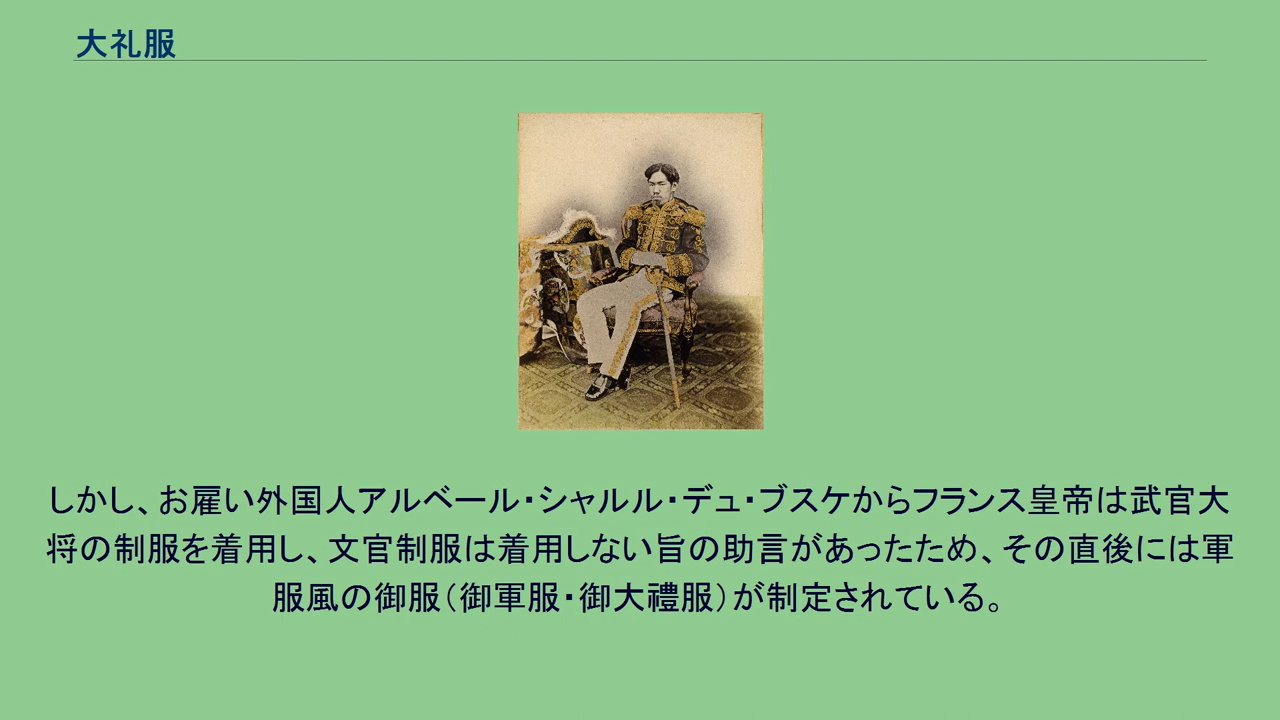 大礼服
しかし、お雇い外国人アルベール・シャルル・デュ・ブスケからフランス皇帝は武官大
将の制服を着用し、文官制服は着用しない旨の助言があったため、その直後には軍
服風の御服（御軍服・御大禮服）が制定されている。